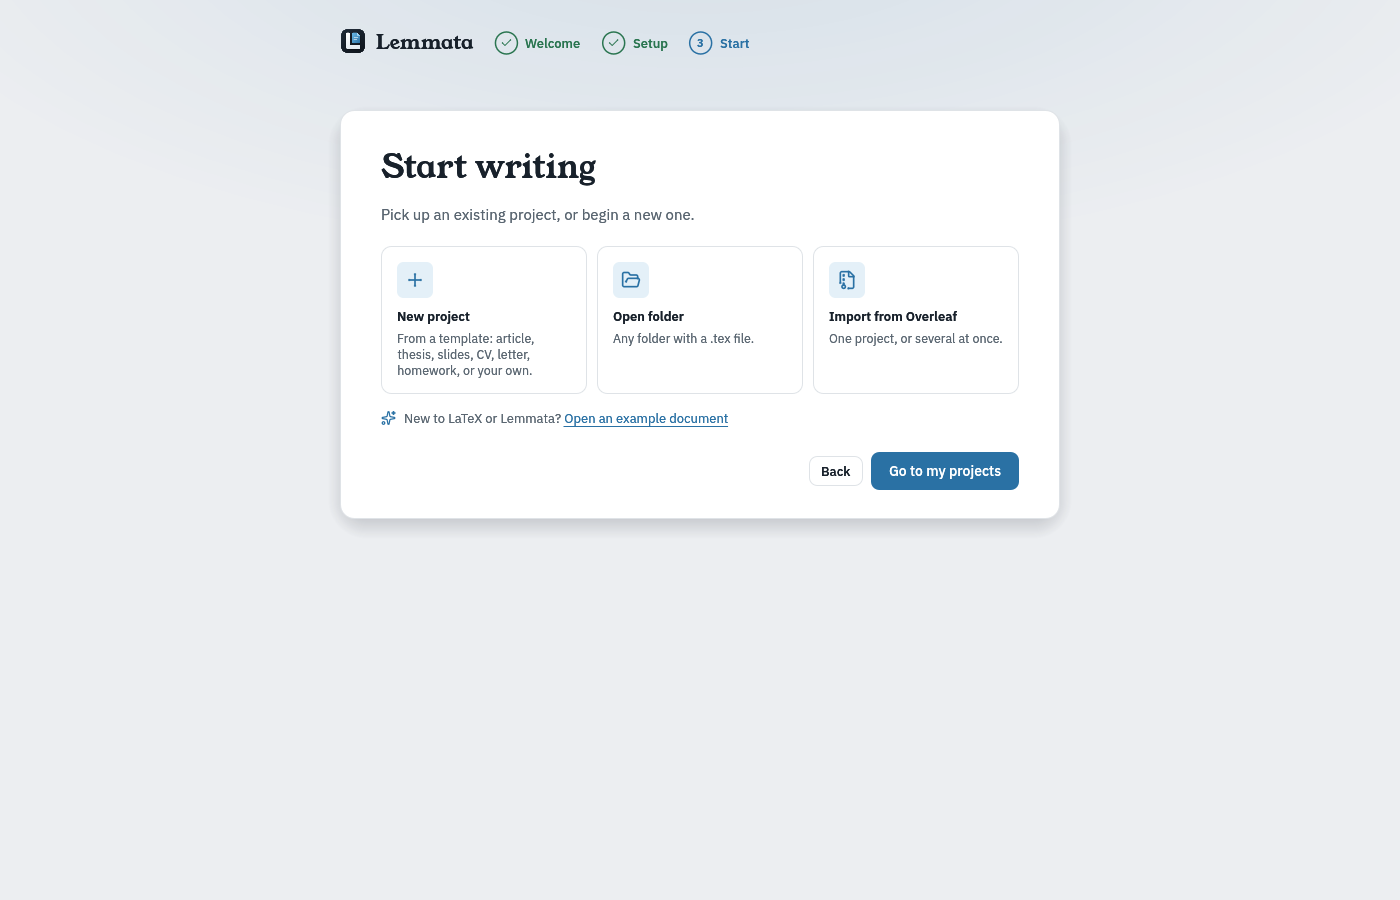 Lemmata
Welcome
Setup
3 Start
Start writing
Pick up an existing project, or begin a new one.
New project
From a template: article,
thesis, slides, CV, letter,
homework, or your own.
Open folder
Any folder with a .tex file.
Import from Overleaf
One project, or several at once.
New to LaTeX or Lemmata? Open an example document
Back
Go to my projects